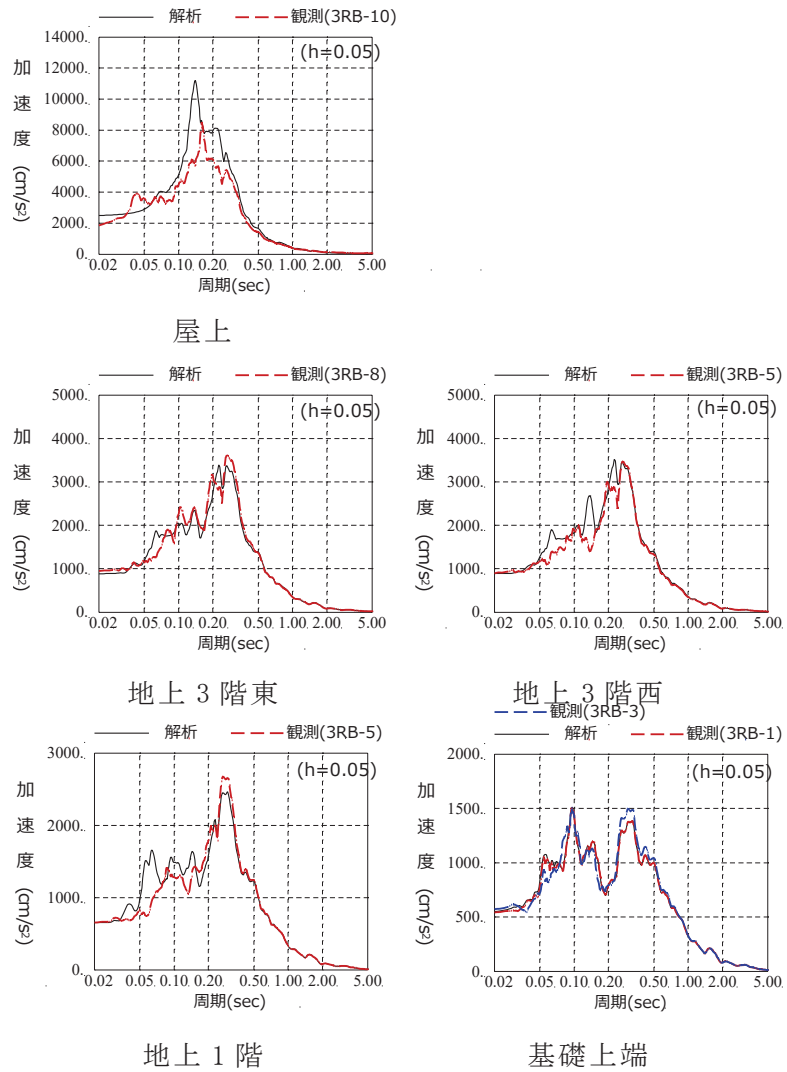 解析 観測(3RB-10)
(h=0.05)
加速度 (cm/s²)
14000.
12000.
10000.
8000.
6000.
4000.
2000.
0.
0.02 0.05 0.10 0.20 0.50 1.00 2.00 5.00
周期(sec)
屋上
解析 観測(3RB-8)
(h=0.05)
加速度 (cm/s²)
5000.
4000.
3000.
2000.
1000.
0.
0.02 0.05 0.10 0.20 0.50 1.00 2.00 5.00
周期(sec)
地上3階東
解析 観測(3RB-5)
(h=0.05)
加速度 (cm/s²)
5000.
4000.
3000.
2000.
1000.
0.
0.02 0.05 0.10 0.20 0.50 1.00 2.00 5.00
周期(sec)
地上3階西
解析 観測(3RB-5)
(h=0.05)
加速度 (cm/s²)
3000.
2000.
1000.
0.
0.02 0.05 0.10 0.20 0.50 1.00 2.00 5.00
周期(sec)
地上1階
観測(3RB-3)
解析 観測(3RB-1)
(h=0.05)
加速度 (cm/s²)
2000.
1500.
1000.
500.
0.
0.02 0.05 0.10 0.20 0.50 1.00 2.00 5.00
周期(sec)
基礎上端